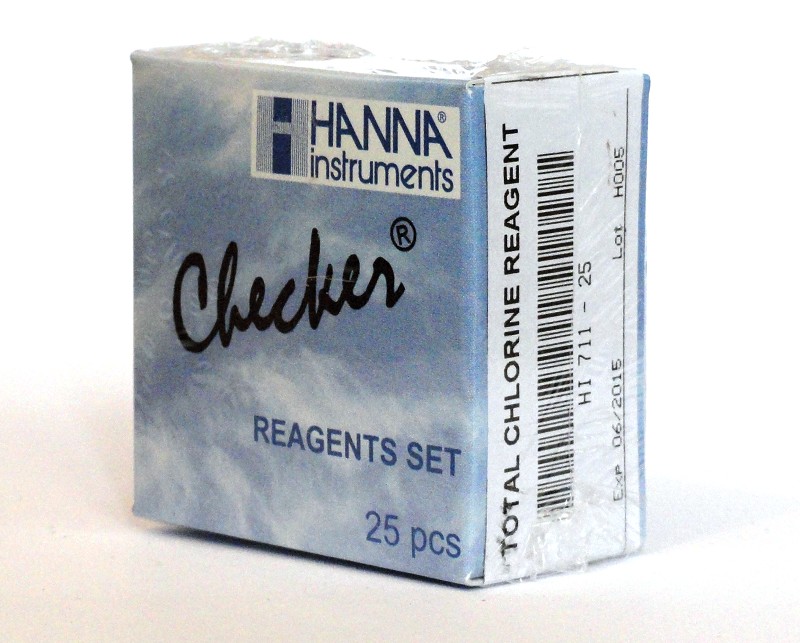 HANNA®
instruments
Checker®
REAGENTS SET
25 pcs
TOTAL CHLORINE REAGENT
HI 711 - 25
Exp 06/2015 Lot H005